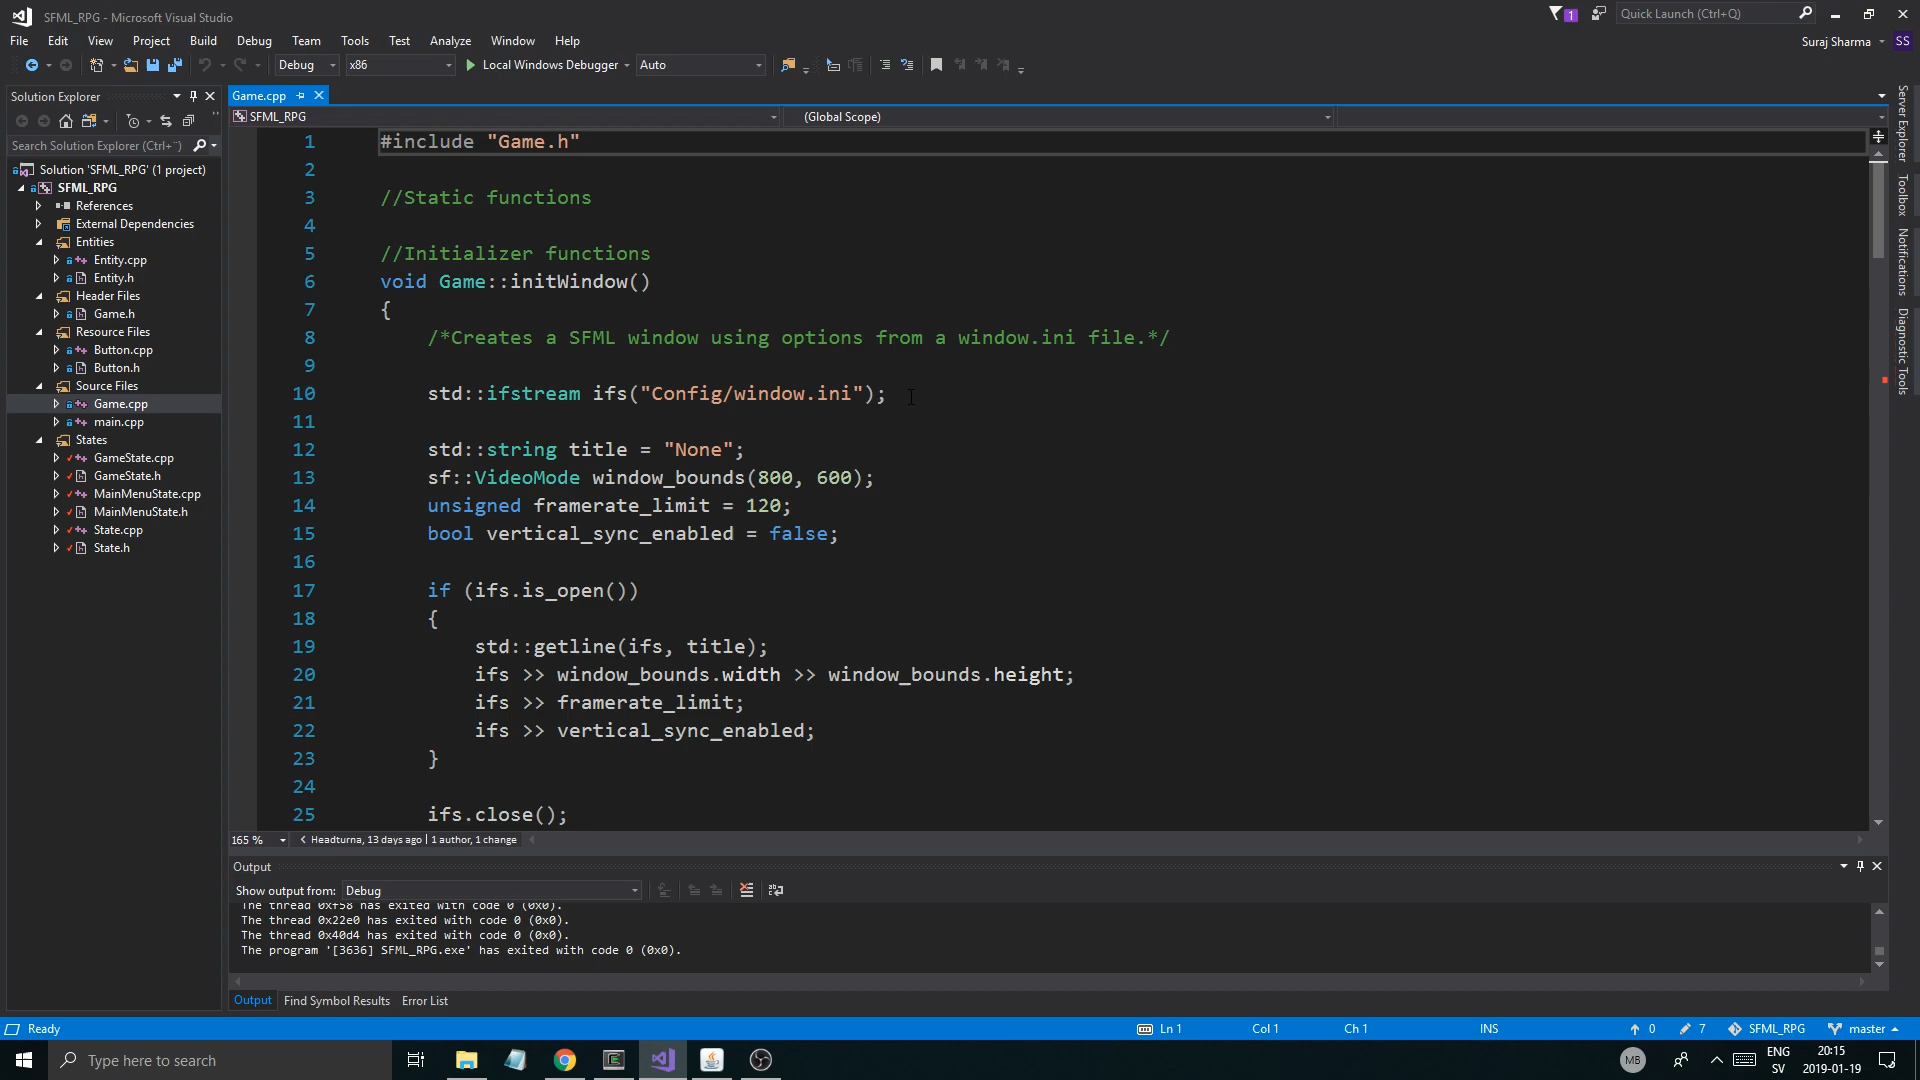 SFML_RPG - Microsoft Visual Studio
1
Quick Launch (Ctrl+Q)
File Edit View Project Build Debug Team Tools Test Analyze Window Help
Suraj Sharma
SS
Debug
x86
Local Windows Debugger
Auto
Solution Explorer
Search Solution Explorer (Ctrl+¨)
Solution 'SFML_RPG' (1 project)
SFML_RPG
References
External Dependencies
Entities
Entity.cpp
Entity.h
Header Files
Game.h
Resource Files
Button.cpp
Button.h
Source Files
Game.cpp
main.cpp
States
GameState.cpp
GameState.h
MainMenuState.cpp
MainMenuState.h
State.cpp
State.h
Game.cpp
SFML_RPG
(Global Scope)
1 #include "Game.h"
2
3 //Static functions
4
5 //Initializer functions
6 void Game::initWindow()
7 {
8 /*Creates a SFML window using options from a window.ini file.*/
9
10 std::ifstream ifs("Config/window.ini");
11
12 std::string title = "None";
13 sf::VideoMode window_bounds(800, 600);
14 unsigned framerate_limit = 120;
15 bool vertical_sync_enabled = false;
16
17 if (ifs.is_open())
18 {
19 std::getline(ifs, title);
20 ifs >> window_bounds.width >> window_bounds.height;
21 ifs >> framerate_limit;
22 ifs >> vertical_sync_enabled;
23 }
24
25 ifs.close();
165 %
Headturna, 13 days ago | 1 author, 1 change
Server Explorer
Toolbox
Notifications
Diagnostic Tools
Output
Show output from: Debug
The thread 0xf58 has exited with code 0 (0x0).
The thread 0x22e0 has exited with code 0 (0x0).
The thread 0x40d4 has exited with code 0 (0x0).
The program '[3636] SFML_RPG.exe' has exited with code 0 (0x0).
Output Find Symbol Results Error List
Ready
Ln 1
Col 1
Ch 1
INS
0
7
SFML_RPG
master
Type here to search
MB
ENG
SV
20:15
2019-01-19